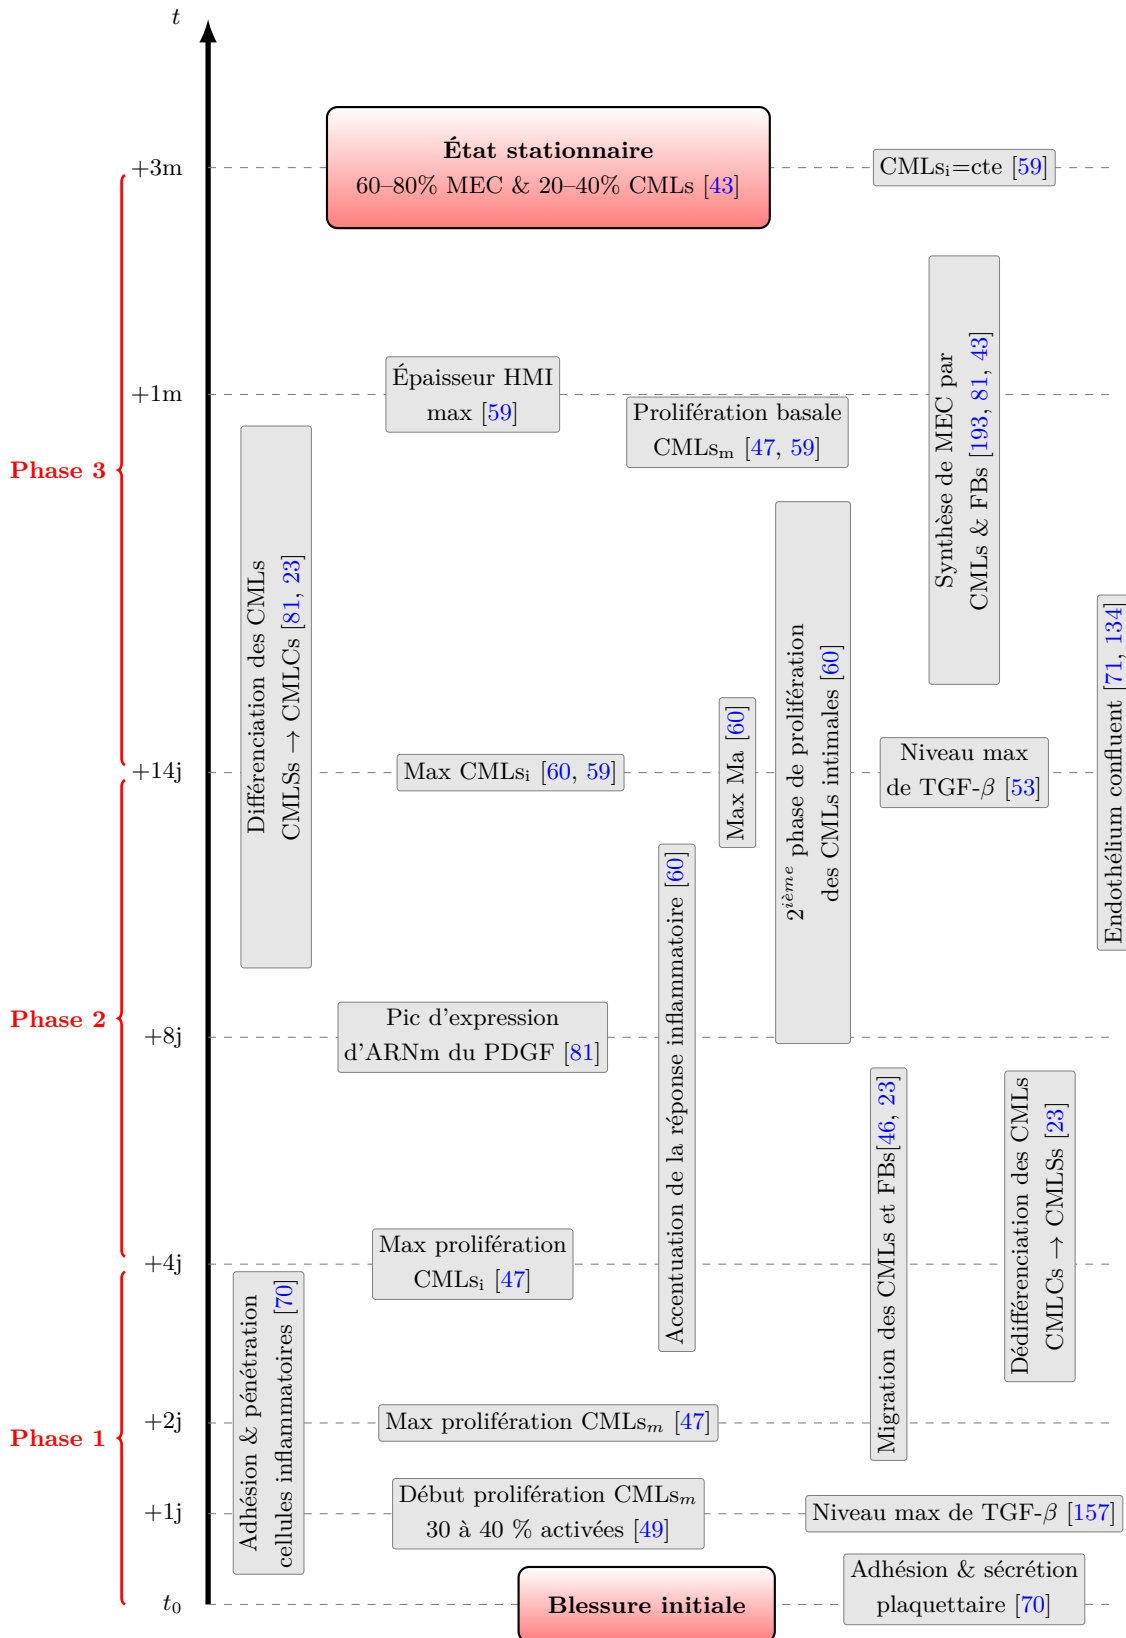 t
+3m
État stationnaire
60–80% MEC & 20–40% CMLs [43]
CMLsᵢ=cte [59]
+1m
Épaisseur HMI
max [59]
Prolifération basale
CMLsₘ [47, 59]
Synthèse de MEC par
CMLs & FBs [193, 81, 43]
Phase 3
Différenciation des CMLs
CMLSs → CMLCs [81, 23]
2ⁱᵉ̀ᵐᵉ phase de prolifération
des CMLs intimales [60]
Endothélium confluent [71, 134]
Max Ma [60]
+14j
Max CMLsᵢ [60, 59]
Niveau max
de TGF-β [53]
Accentuation de la réponse inflammatoire [60]
Phase 2
+8j
Pic d'expression
d'ARNm du PDGF [81]
Migration des CMLs et FBs[46, 23]
Dédifférenciation des CMLs
CMLCs → CMLSs [23]
+4j
Max prolifération
CMLsᵢ [47]
Adhésion & pénétration
cellules inflammatoires [70]
Phase 1
+2j
Max prolifération CMLsₘ [47]
+1j
Début prolifération CMLsₘ
30 à 40 % activées [49]
Niveau max de TGF-β [157]
t₀
Blessure initiale
Adhésion & sécrétion
plaquettaire [70]